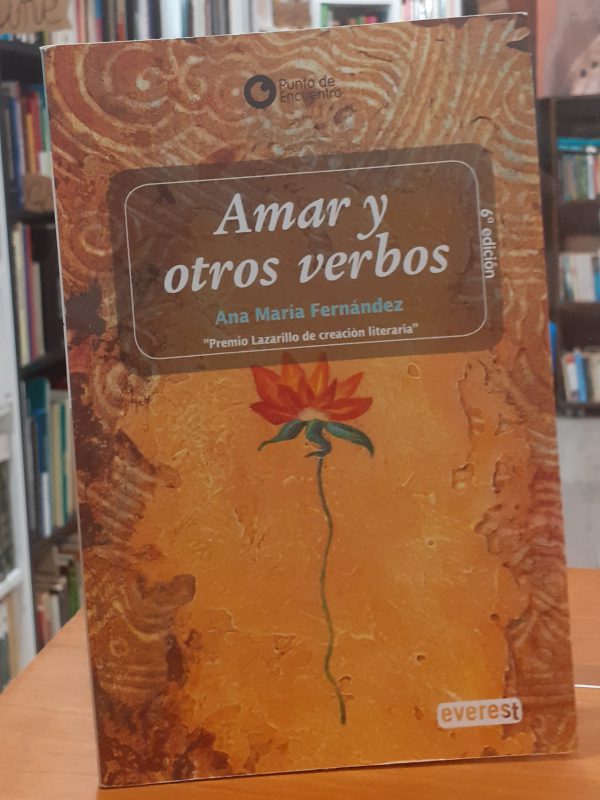 Punto de
Encuentro
Amar y
otros verbos
6ª edición
Ana María Fernández
"Premio Lazarillo de creación literaria"
everest